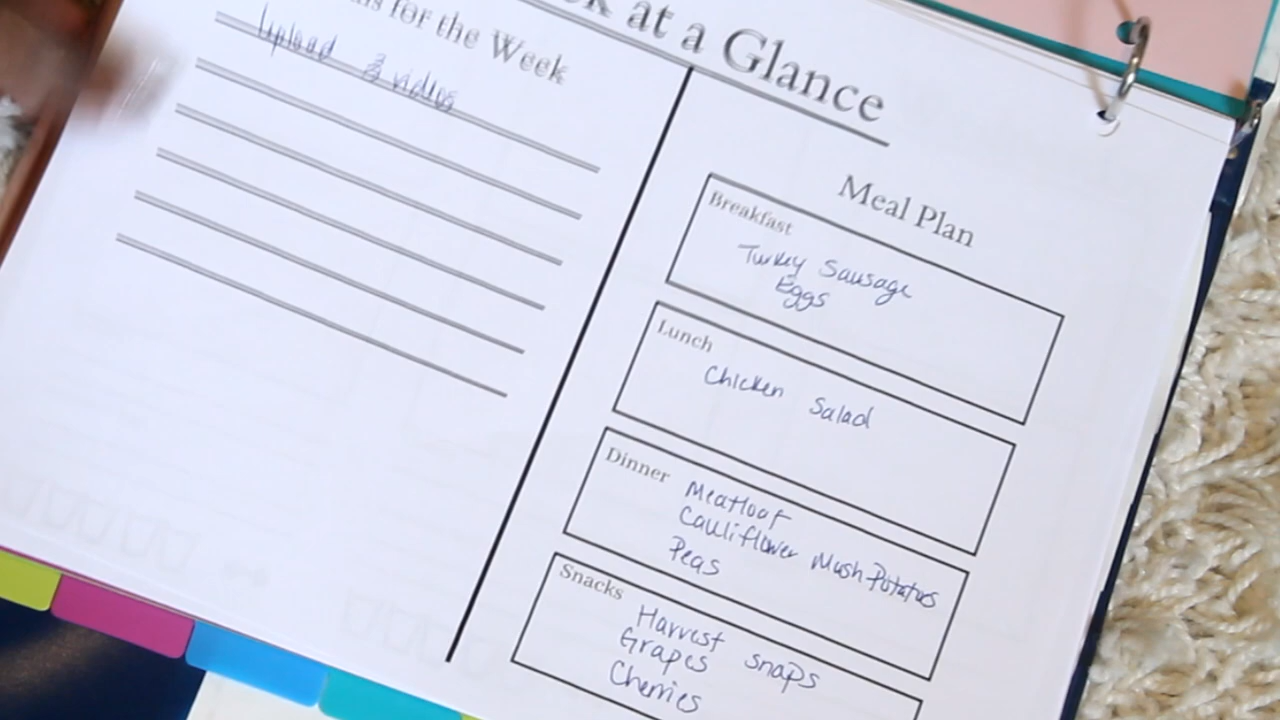 k at a Glance
s for the Week
Upload 3 videos
Meal Plan
Breakfast
Turkey Sausage
Eggs
Lunch
Chicken Salad
Dinner
Meatloaf
Cauliflower Mash Potatoes
Peas
Snacks
Harvest snaps
Grapes
Cherries